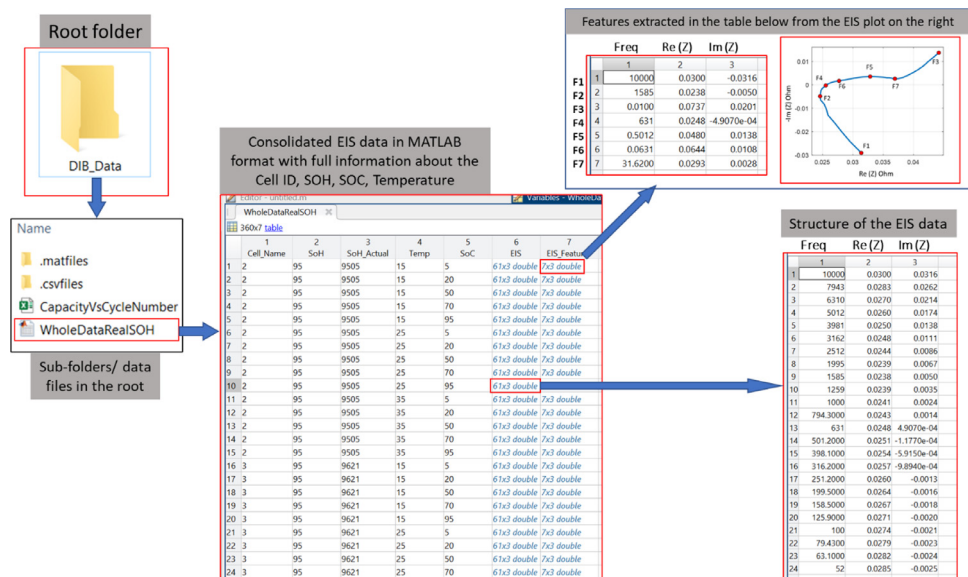 Root folder
DIB_Data
Name
.matfiles
.csvfiles
CapacityVsCycleNumber
WholeDataRealSOH
Sub-folders/ data
files in the root
Consolidated EIS data in MATLAB
format with full information about the
Cell ID, SOH, SOC, Temperature
Editor - untitled.m Variables - WholeDa
WholeDataRealSOH
360x7 table
1 2 3 4 5 6 7
Cell_Name SoH SoH_Actual Temp SoC EIS EIS_Featur
1 2 95 9505 15 5 61x3 double 7x3 double
2 2 95 9505 15 20 61x3 double 7x3 double
3 2 95 9505 15 50 61x3 double 7x3 double
4 2 95 9505 15 70 61x3 double 7x3 double
5 2 95 9505 15 95 61x3 double 7x3 double
6 2 95 9505 25 5 61x3 double 7x3 double
7 2 95 9505 25 20 61x3 double 7x3 double
8 2 95 9505 25 50 61x3 double 7x3 double
9 2 95 9505 25 70 61x3 double 7x3 double
10 2 95 9505 25 95 61x3 double
11 2 95 9505 35 5 61x3 double 7x3 double
12 2 95 9505 35 20 61x3 double 7x3 double
13 2 95 9505 35 50 61x3 double 7x3 double
14 2 95 9505 35 70 61x3 double 7x3 double
15 2 95 9505 35 95 61x3 double 7x3 double
16 3 95 9621 15 5 61x3 double 7x3 double
17 3 95 9621 15 20 61x3 double 7x3 double
18 3 95 9621 15 50 61x3 double 7x3 double
19 3 95 9621 15 70 61x3 double 7x3 double
20 3 95 9621 15 95 61x3 double 7x3 double
21 3 95 9621 25 5 61x3 double 7x3 double
22 3 95 9621 25 20 61x3 double 7x3 double
23 3 95 9621 25 50 61x3 double 7x3 double
24 3 95 9621 25 70 61x3 double 7x3 double
Features extracted in the table below from the EIS plot on the right
Freq Re (Z) Im (Z)
1 2 3
F1 1 10000 0.0300 -0.0316
F2 2 1585 0.0238 -0.0050
F3 3 0.0100 0.0737 0.0201
F4 4 631 0.0248 -4.9070e-04
F5 5 0.5012 0.0480 0.0138
F6 6 0.0631 0.0644 0.0108
F7 7 31.6200 0.0293 0.0028
-Im (Z) Ohm
0.01
0
-0.01
-0.02
-0.03
F3
F5
F4
F6
F7
F2
F1
0.025 0.03 0.035 0.04
Re (Z) Ohm
Structure of the EIS data
Freq Re (Z) Im (Z)
1 2 3
1 10000 0.0300 0.0316
2 7943 0.0283 0.0262
3 6310 0.0270 0.0214
4 5012 0.0260 0.0174
5 3981 0.0250 0.0138
6 3162 0.0248 0.0111
7 2512 0.0244 0.0086
8 1995 0.0239 0.0067
9 1585 0.0238 0.0050
10 1259 0.0239 0.0035
11 1000 0.0241 0.0024
12 794.3000 0.0243 0.0014
13 631 0.0248 4.9070e-04
14 501.2000 0.0251 -1.1770e-04
15 398.1000 0.0254 -5.9150e-04
16 316.2000 0.0257 -9.8940e-04
17 251.2000 0.0260 -0.0013
18 199.5000 0.0264 -0.0016
19 158.5000 0.0267 -0.0018
20 125.9000 0.0271 -0.0020
21 100 0.0274 -0.0021
22 79.4300 0.0279 -0.0023
23 63.1000 0.0282 -0.0024
24 52 0.0285 -0.0025